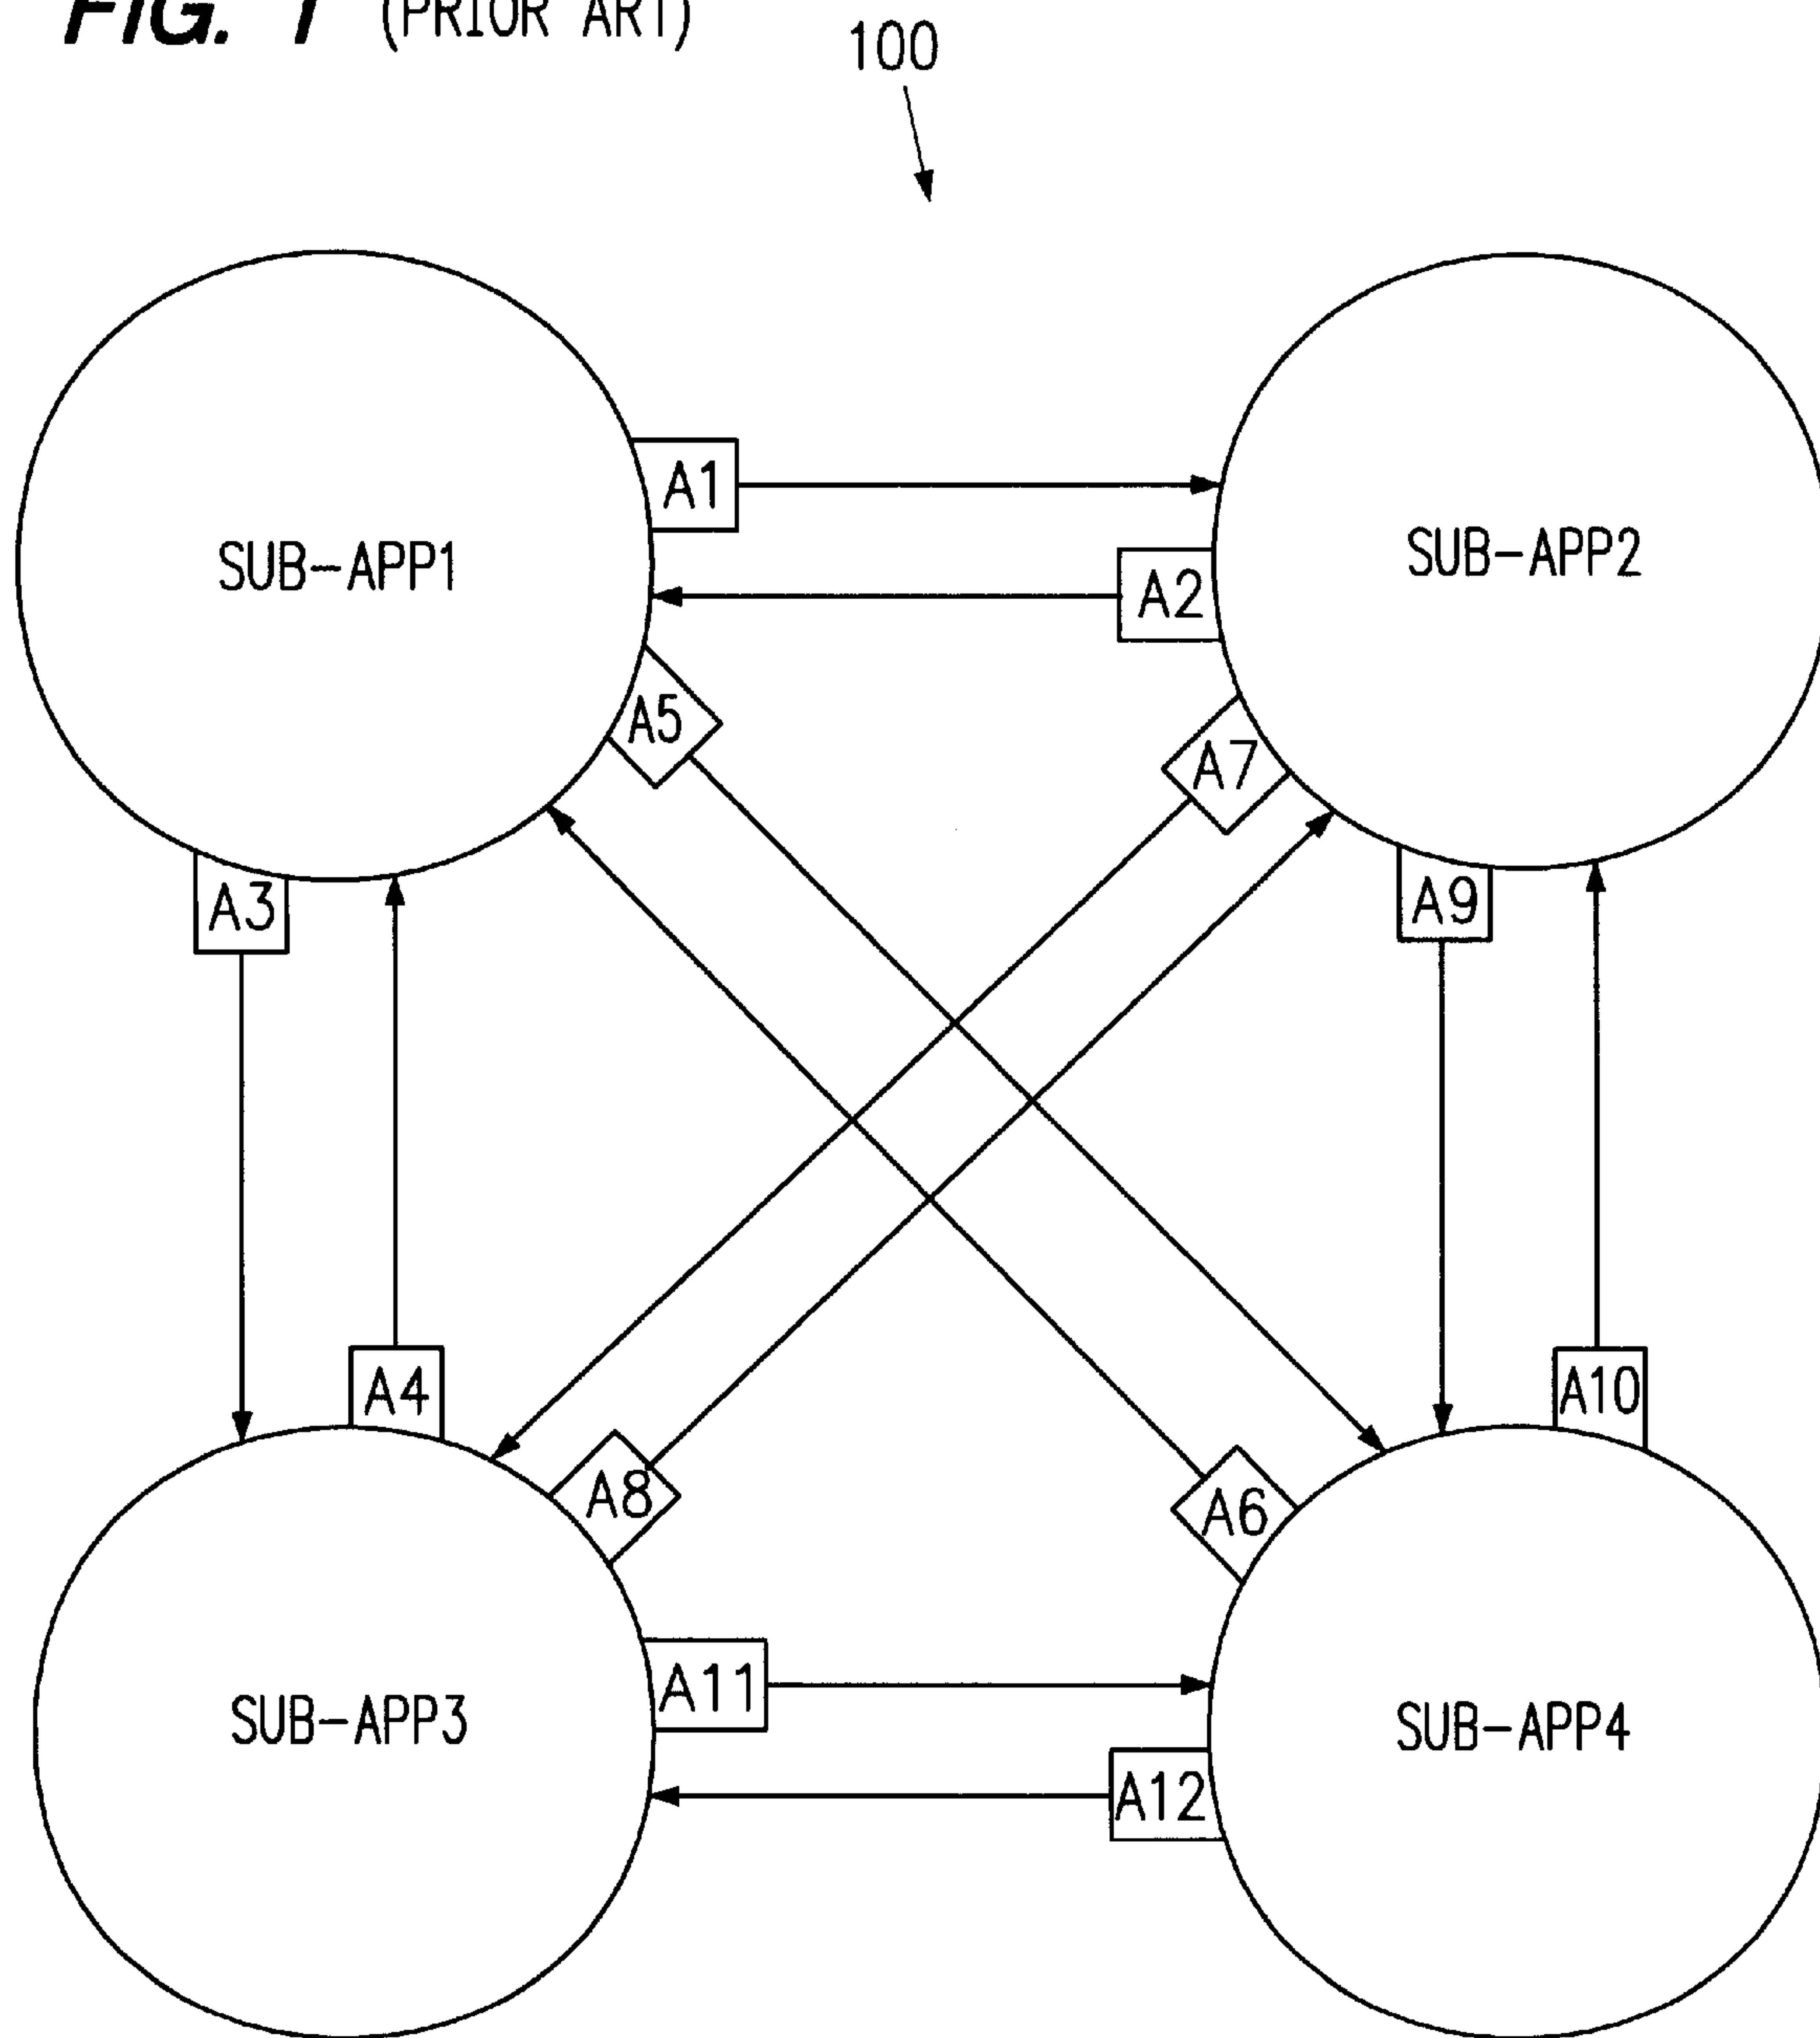 FIG. 1 (PRIOR ART)
100
A1
SUB-APP1
SUB-APP2
A2
A5
A7
A3
A9
A4
A10
A8
A6
A11
SUB-APP3
SUB-APP4
A12